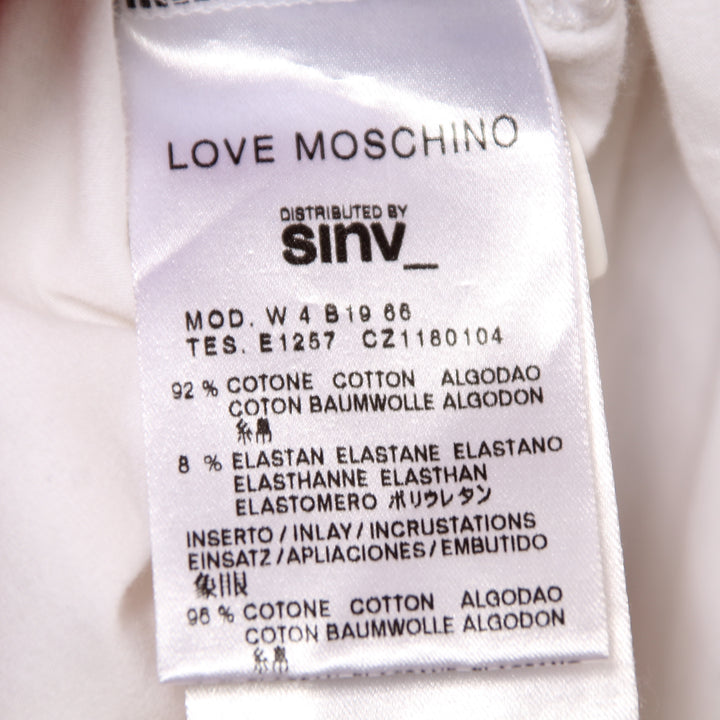 LOVE MOSCHINO
DISTRIBUTED BY
sinv_
MOD. W 4 B19 66
TES. E1257 CZ1180104
92 % COTONE COTTON ALGODAO
COTON BAUMWOLLE ALGODON
8 % ELASTAN ELASTANE ELASTANO
ELASTHANNE ELASTHAN
ELASTOMERO ポリウレタン
INSERTO / INLAY / INCRUSTATIONS
EINSATZ / APLIACIONES / EMBUTIDO
象眼
96 % COTONE COTTON ALGODAO
COTON BAUMWOLLE ALGODON